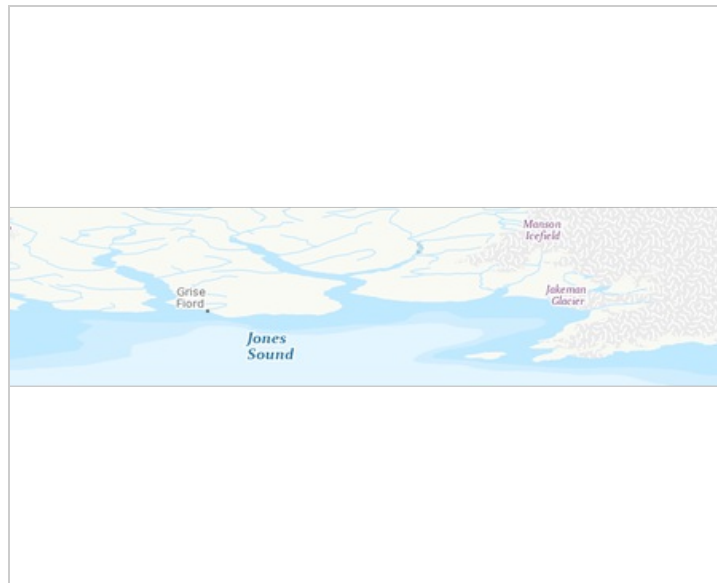 Manson
Icefield
Grise
Fiord
Jakeman
Glacier
Jones
Sound